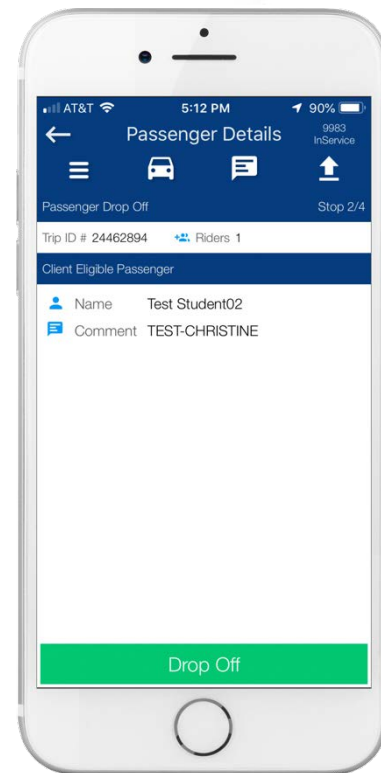 AT&T 5:12 PM 90%
Passenger Details 9983
InService
Passenger Drop Off Stop 2/4
Trip ID # 24462894 Riders 1
Client Eligible Passenger
Name Test Student02
Comment TEST-CHRISTINE
Drop Off